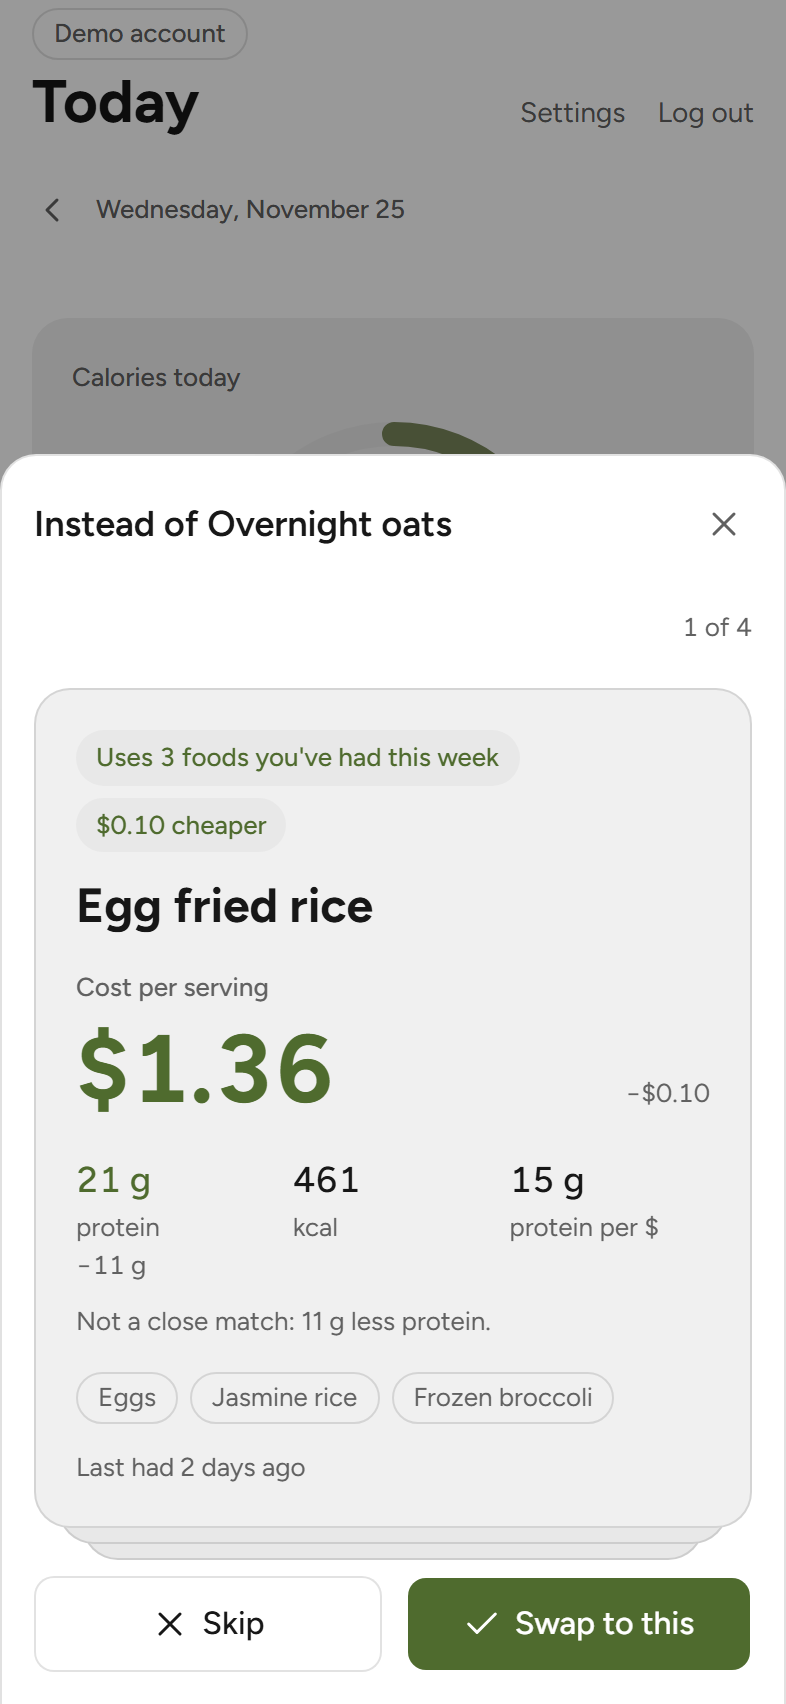 Demo account
Today
Settings
Log out
Wednesday, November 25
Calories today
Instead of Overnight oats
1 of 4
Uses 3 foods you've had this week
$0.10 cheaper
Egg fried rice
Cost per serving
$1.36
−$0.10
21 g
461
15 g
protein
kcal
protein per $
−11 g
Not a close match: 11 g less protein.
Eggs
Jasmine rice
Frozen broccoli
Last had 2 days ago
Skip
Swap to this